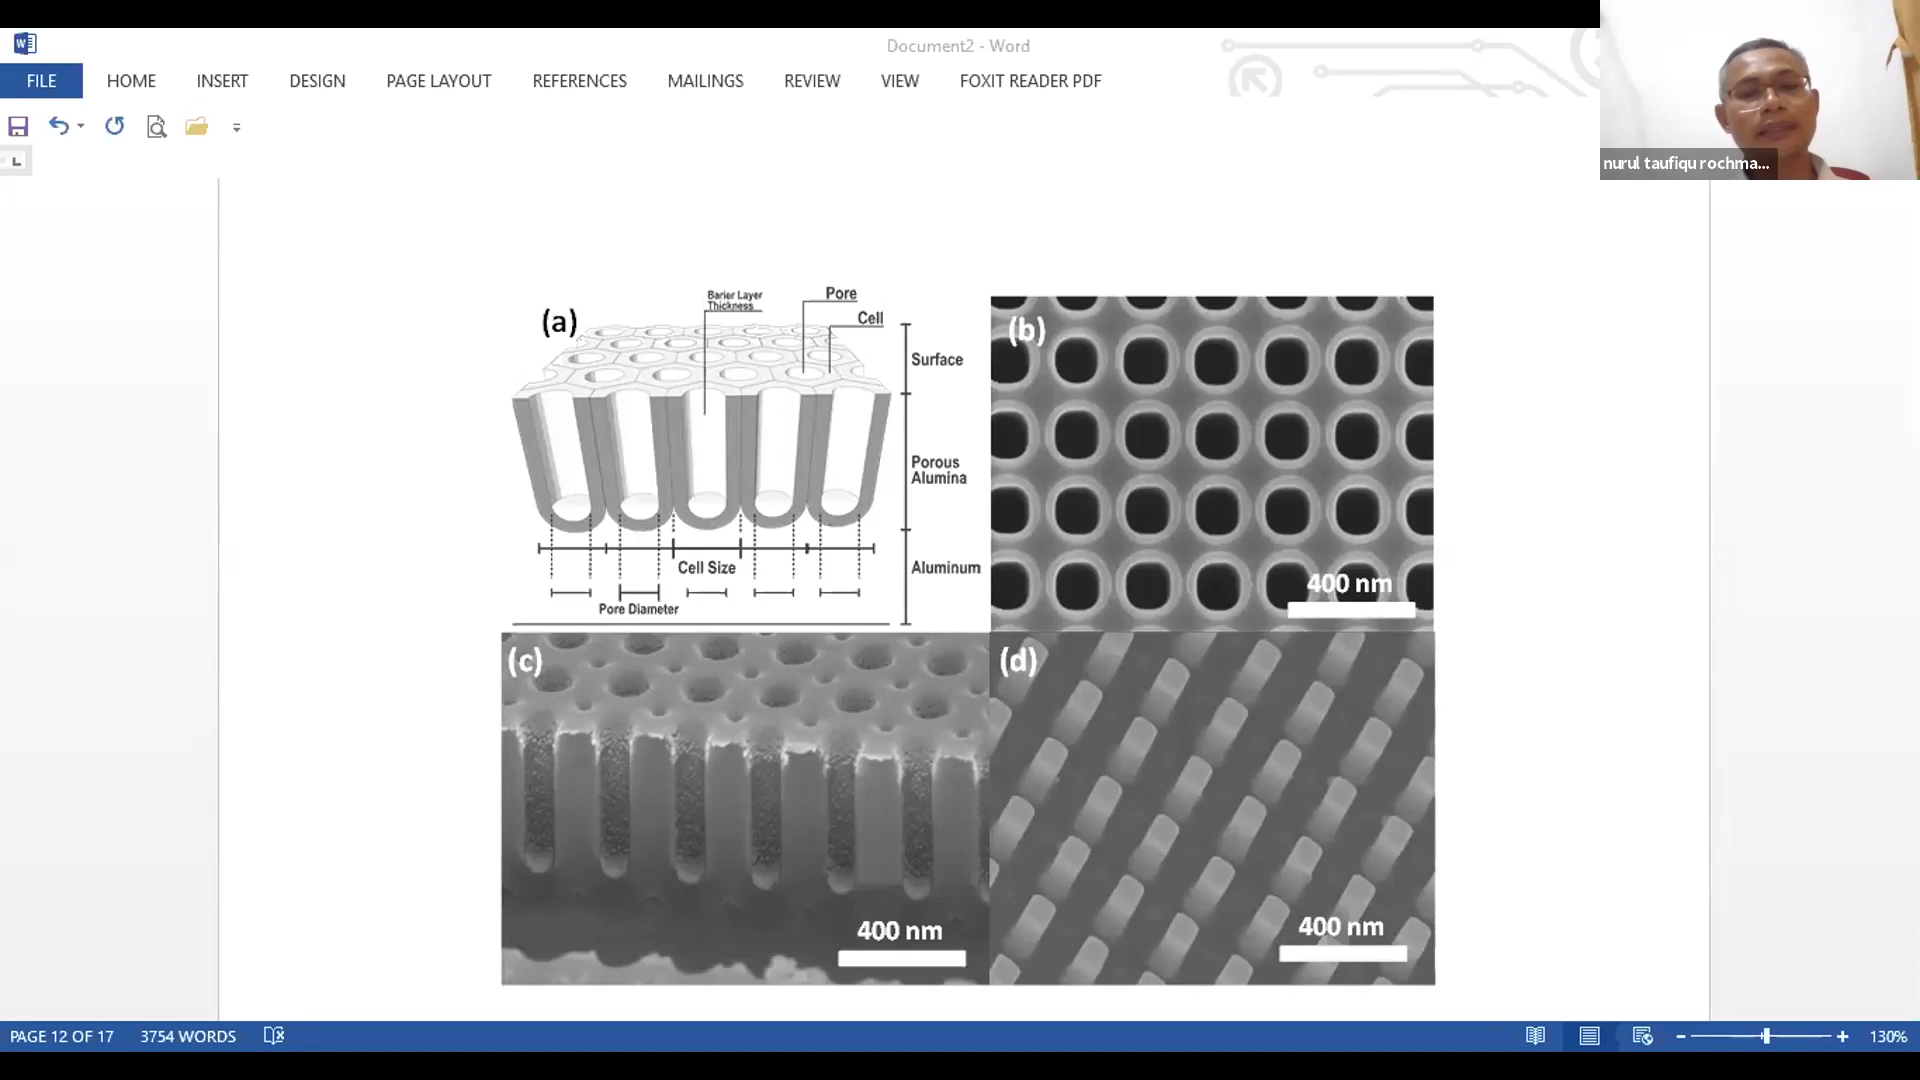 Document2 - Word
FILE HOME INSERT DESIGN PAGE LAYOUT REFERENCES MAILINGS REVIEW VIEW FOXIT READER PDF
nurul taufiqu rochma...
(a)
Barier Layer
Thickness
Pore
Cell
Surface
Porous
Alumina
Cell Size
Aluminum
Pore Diameter
(b)
400 nm
(c)
400 nm
(d)
400 nm
PAGE 12 OF 17 3754 WORDS 130%